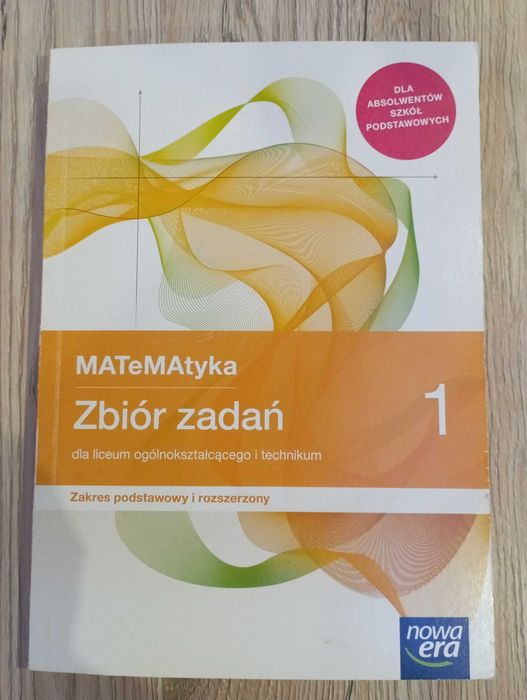 DLA
ABSOLWENTÓW
SZKÓŁ
PODSTAWOWYCH
MATeMAtyka
Zbiór zadań
1
dla liceum ogólnokształcącego i technikum
Zakres podstawowy i rozszerzony
nowa
era